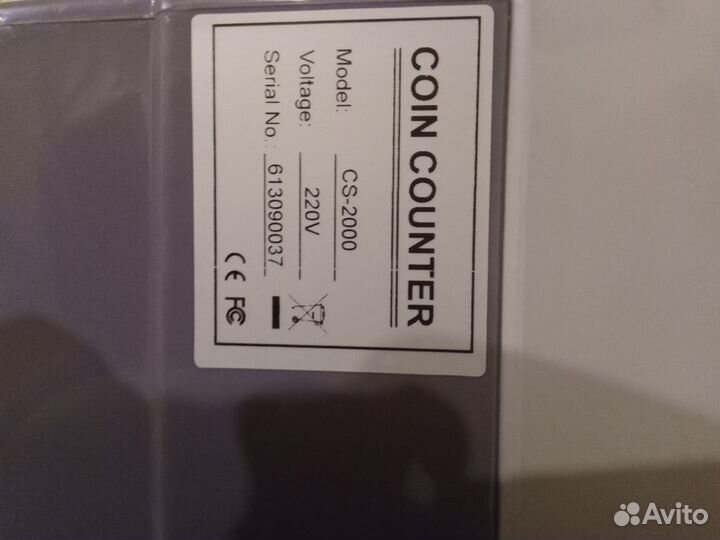 COIN COUNTER
Model: CS-2000
Voltage: 220V
Serial No.: 613090037
CE FC
Avito